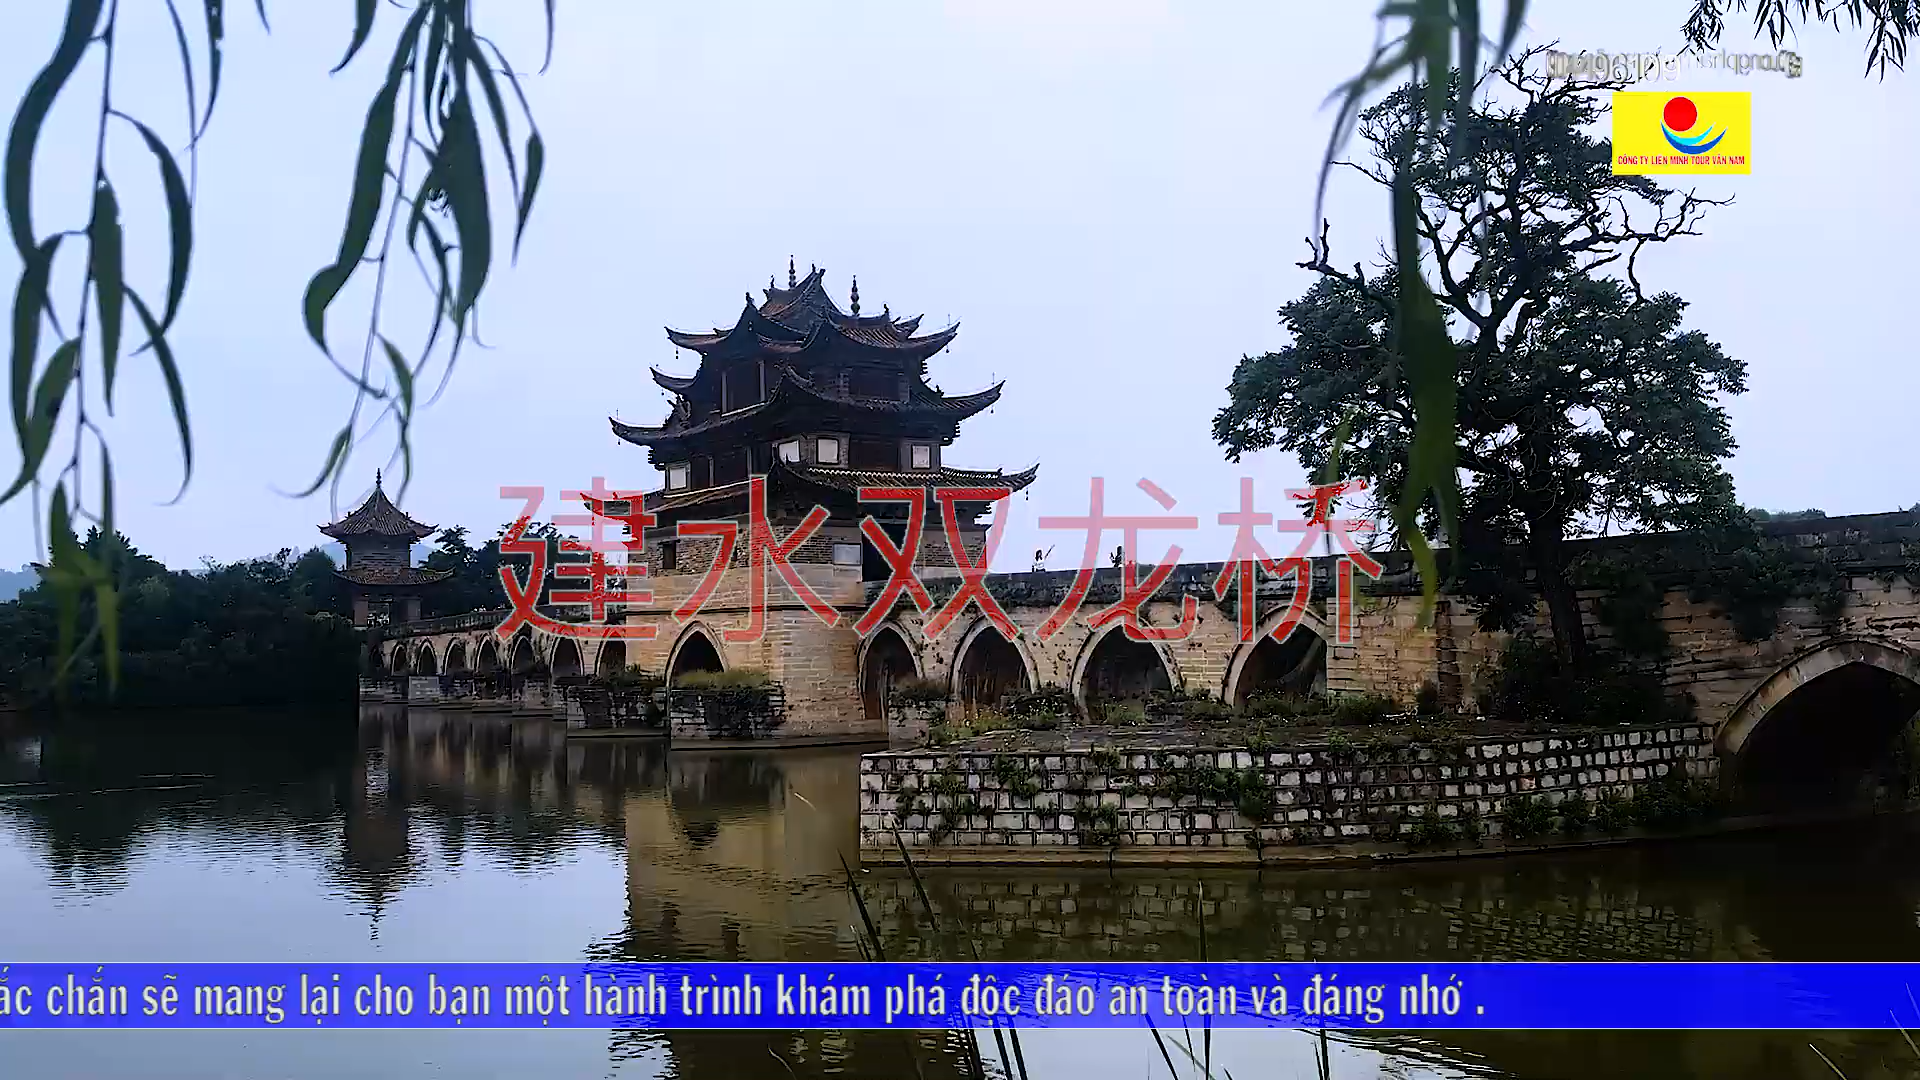 CÔNG TY LIEN MINH TOUR VÂN NAM
建水双龙桥
ắc chắn sẽ mang lại cho bạn một hành trình khám phá độc đáo an toàn và đáng nhớ .